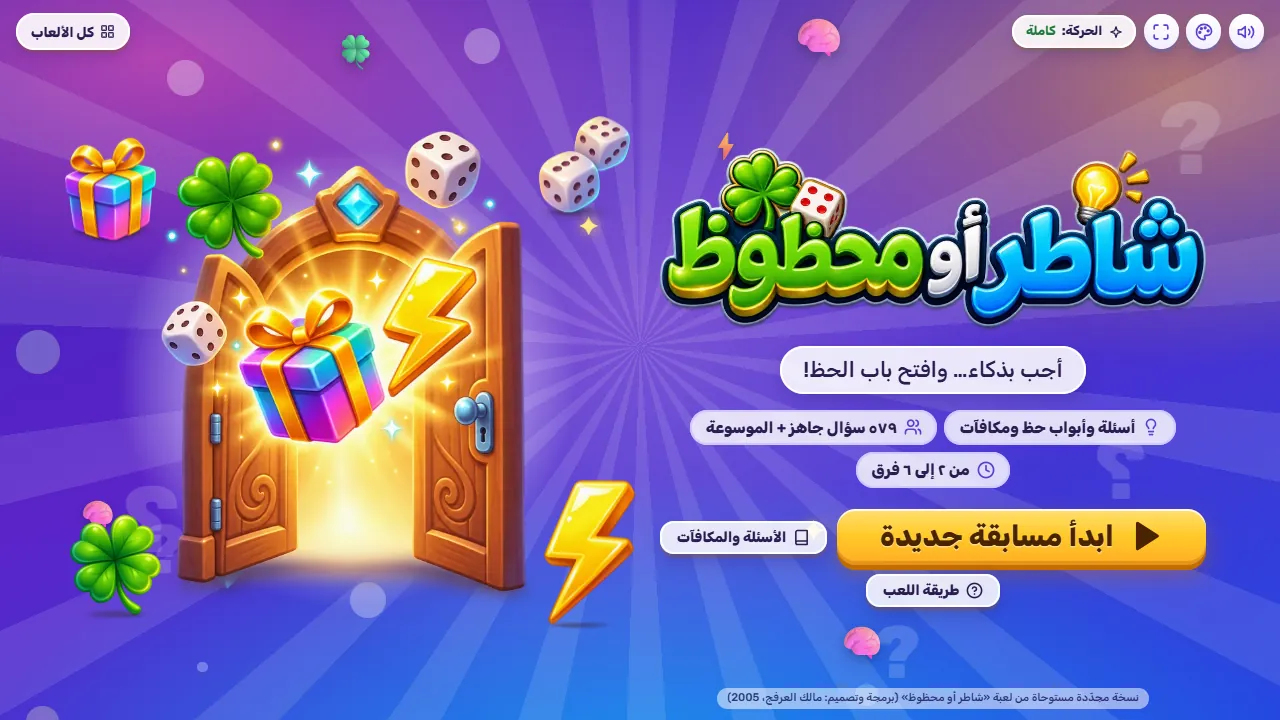 الحركة: كاملة
كل الألعاب
شاطر أو محظوظ
أجب بذكاء... وافتح باب الحظ!
أسئلة وأبواب حظ ومكافآت
٥٧٩ سؤال جاهز + الموسوعة
من ٢ إلى ٦ فرق
ابدأ مسابقة جديدة
الأسئلة والمكافآت
طريقة اللعب
نسخة مجدّدة مستوحاة من لعبة «شاطر أو محظوظ» (برمجة وتصميم: مالك العرفج، 2005)